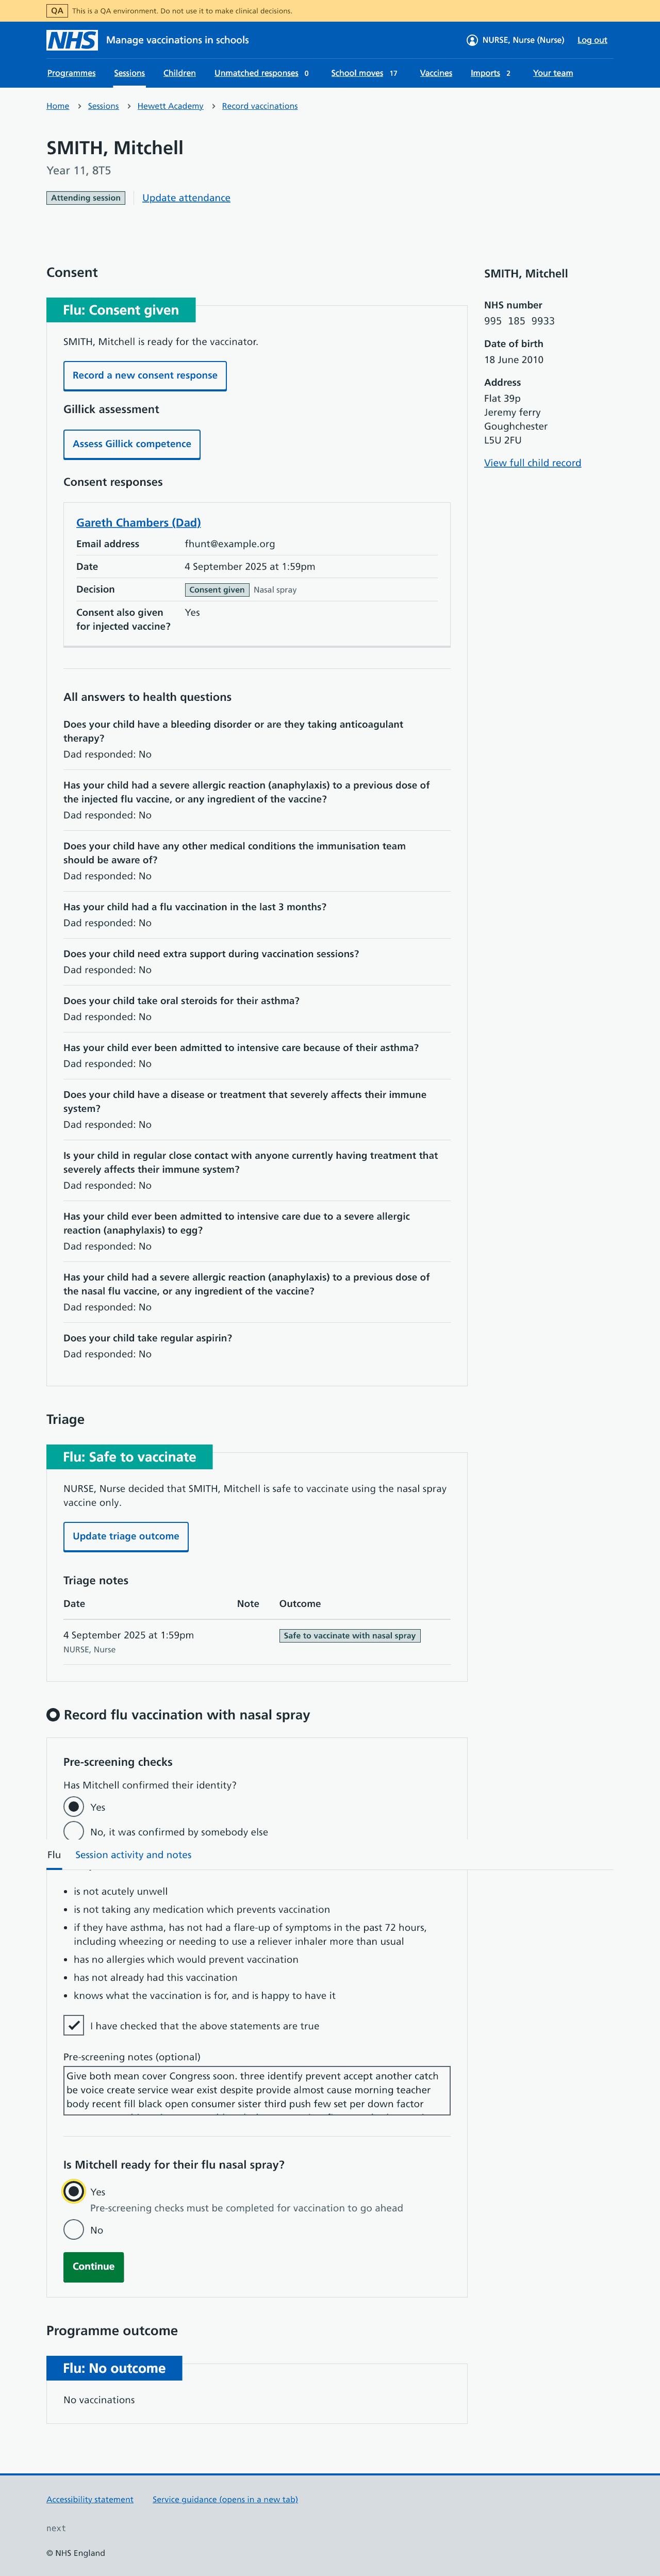 QA This is a QA environment. Do not use it to make clinical decisions.
NHS Manage vaccinations in schools NURSE, Nurse (Nurse) Log out
Programmes Sessions Children Unmatched responses 0 School moves 17 Vaccines Imports 2 Your team
Home Sessions Hewett Academy Record vaccinations
SMITH, Mitchell
Year 11, 8T5
Attending session Update attendance
Consent
Flu: Consent given
SMITH, Mitchell is ready for the vaccinator.
Record a new consent response
Gillick assessment
Assess Gillick competence
Consent responses
Gareth Chambers (Dad)
Email address fhunt@example.org
Date 4 September 2025 at 1:59pm
Decision Consent given Nasal spray
Consent also given Yes
for injected vaccine?
All answers to health questions
Does your child have a bleeding disorder or are they taking anticoagulant
therapy?
Dad responded: No
Has your child had a severe allergic reaction (anaphylaxis) to a previous dose of
the injected flu vaccine, or any ingredient of the vaccine?
Dad responded: No
Does your child have any other medical conditions the immunisation team
should be aware of?
Dad responded: No
Has your child had a flu vaccination in the last 3 months?
Dad responded: No
Does your child need extra support during vaccination sessions?
Dad responded: No
Does your child take oral steroids for their asthma?
Dad responded: No
Has your child ever been admitted to intensive care because of their asthma?
Dad responded: No
Does your child have a disease or treatment that severely affects their immune
system?
Dad responded: No
Is your child in regular close contact with anyone currently having treatment that
severely affects their immune system?
Dad responded: No
Has your child ever been admitted to intensive care due to a severe allergic
reaction (anaphylaxis) to egg?
Dad responded: No
Has your child had a severe allergic reaction (anaphylaxis) to a previous dose of
the nasal flu vaccine, or any ingredient of the vaccine?
Dad responded: No
Does your child take regular aspirin?
Dad responded: No
SMITH, Mitchell
NHS number
995 185 9933
Date of birth
18 June 2010
Address
Flat 39p
Jeremy ferry
Goughchester
L5U 2FU
View full child record
Triage
Flu: Safe to vaccinate
NURSE, Nurse decided that SMITH, Mitchell is safe to vaccinate using the nasal spray
vaccine only.
Update triage outcome
Triage notes
Date Note Outcome
4 September 2025 at 1:59pm Safe to vaccinate with nasal spray
NURSE, Nurse
Record flu vaccination with nasal spray
Pre-screening checks
Has Mitchell confirmed their identity?
Yes
No, it was confirmed by somebody else
Flu Session activity and notes
is not acutely unwell
is not taking any medication which prevents vaccination
if they have asthma, has not had a flare-up of symptoms in the past 72 hours,
including wheezing or needing to use a reliever inhaler more than usual
has no allergies which would prevent vaccination
has not already had this vaccination
knows what the vaccination is for, and is happy to have it
I have checked that the above statements are true
Pre-screening notes (optional)
Give both mean cover Congress soon. three identify prevent accept another catch
be voice create service wear exist despite provide almost cause morning teacher
body recent fill black open consumer sister third push few set per down factor
Is Mitchell ready for their flu nasal spray?
Yes
Pre-screening checks must be completed for vaccination to go ahead
No
Continue
Programme outcome
Flu: No outcome
No vaccinations
Accessibility statement Service guidance (opens in a new tab)
next
© NHS England